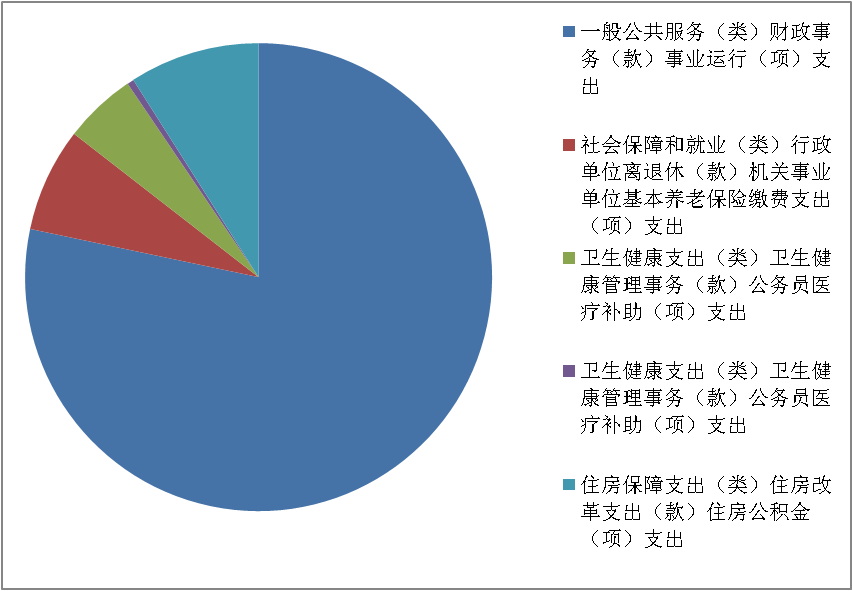 一般公共服务（类）财政事
务（款）事业运行（项）支
出
社会保障和就业（类）行政
单位离退休（款）机关事业
单位基本养老保险缴费支出
（项）支出
卫生健康支出（类）卫生健
康管理事务（款）公务员医
疗补助（项）支出
卫生健康支出（类）卫生健
康管理事务（款）公务员医
疗补助（项）支出
住房保障支出（类）住房改
革支出（款）住房公积金
（项）支出